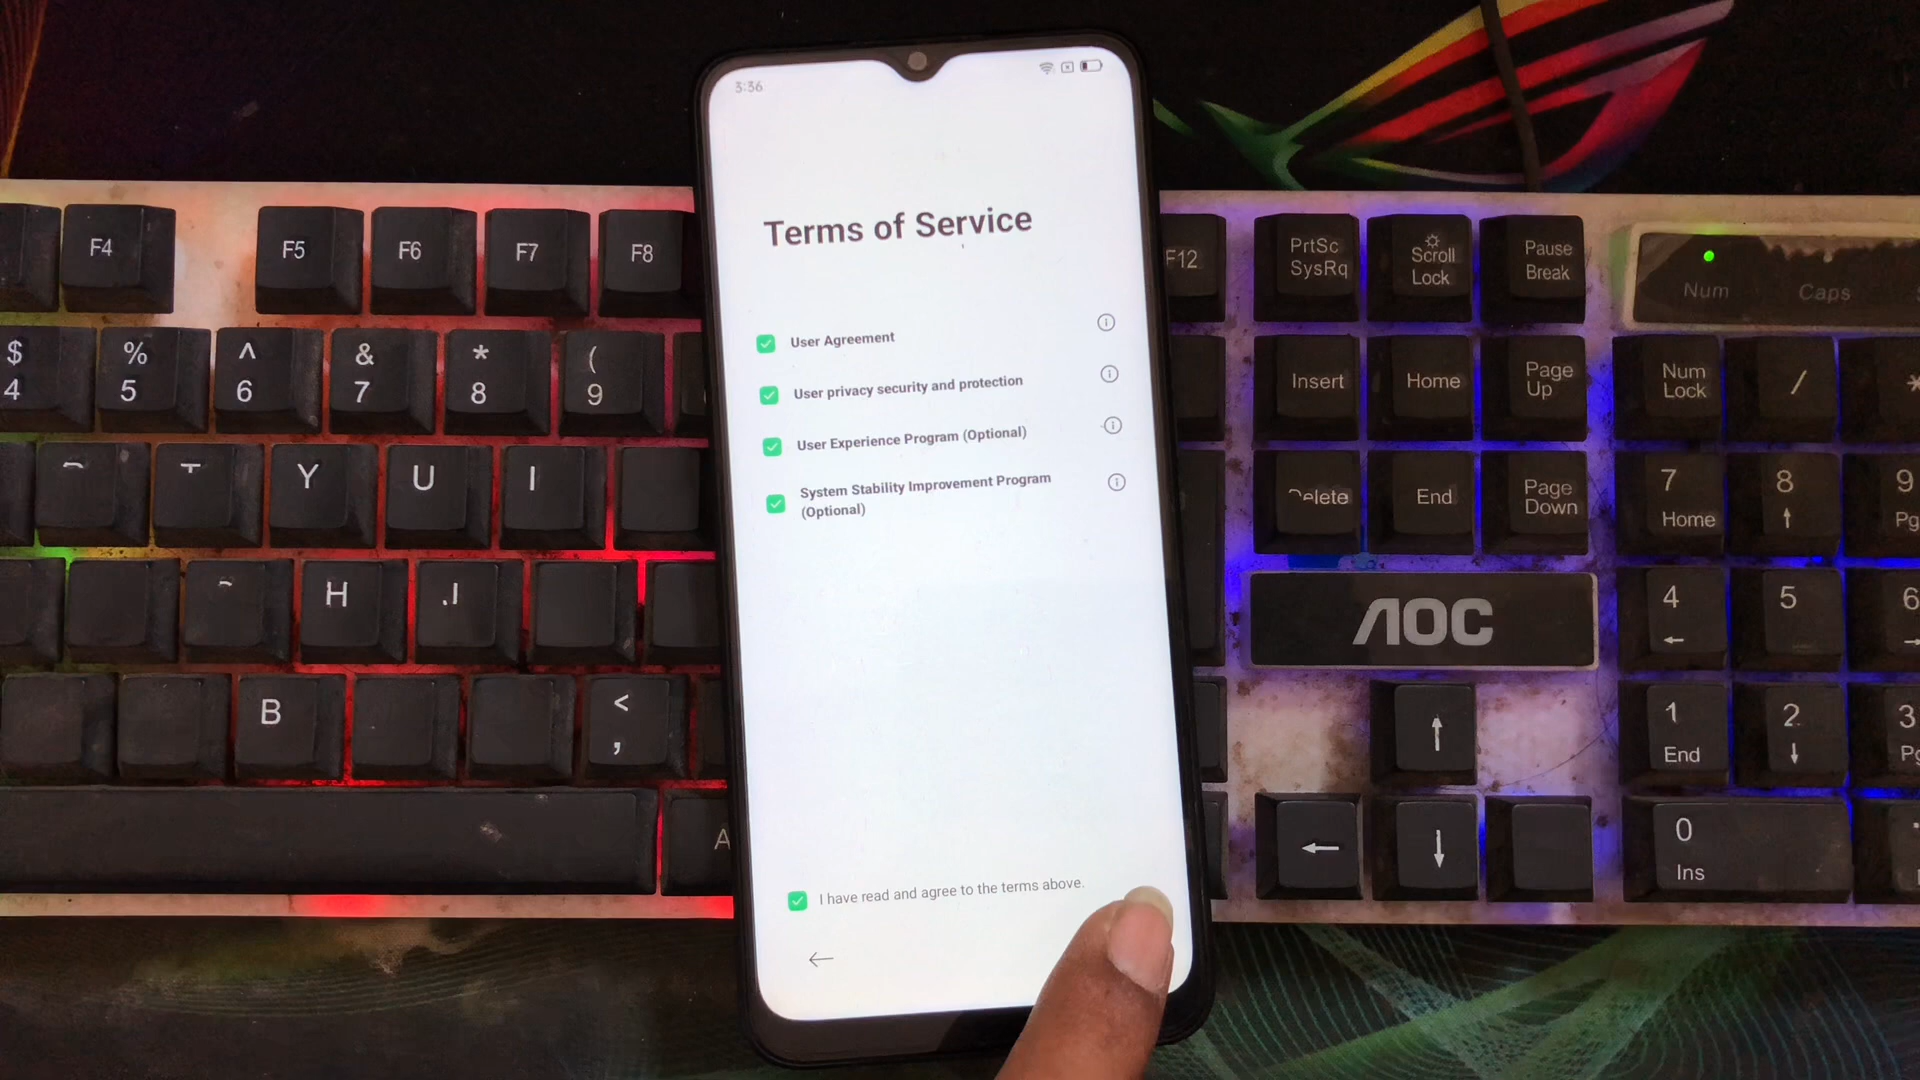 3:36
Terms of Service
User Agreement
User privacy security and protection
User Experience Program (Optional)
System Stability Improvement Program
(Optional)
I have read and agree to the terms above.
F4
F5
F6
F7
F8
F12
PrtSc
SysRq
Scroll
Lock
Pause
Break
Num
Caps
$
4
%
5
^
6
&
7
*
8
(
9
Insert
Home
Page
Up
Num
Lock
/
*
Y
U
I
End
Page
Down
7
Home
8
9
H
AOC
4
5
6
B
<
,
1
End
2
3
A
0
Ins